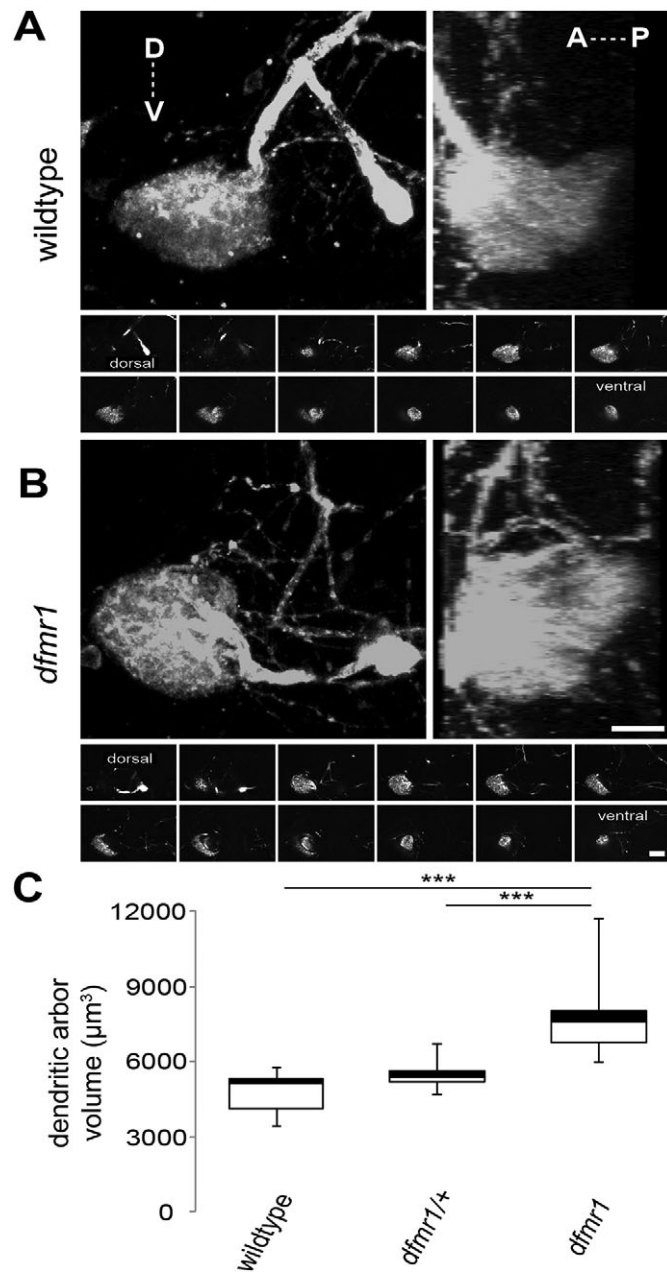 A
D
V
A P
wildtype
dorsal
ventral
B
dfmr1
dorsal
ventral
C
***
***
12000
9000
6000
3000
0
dendritic arbor
volume (µm³)
wildtype
dfmr1/+
dfmr1